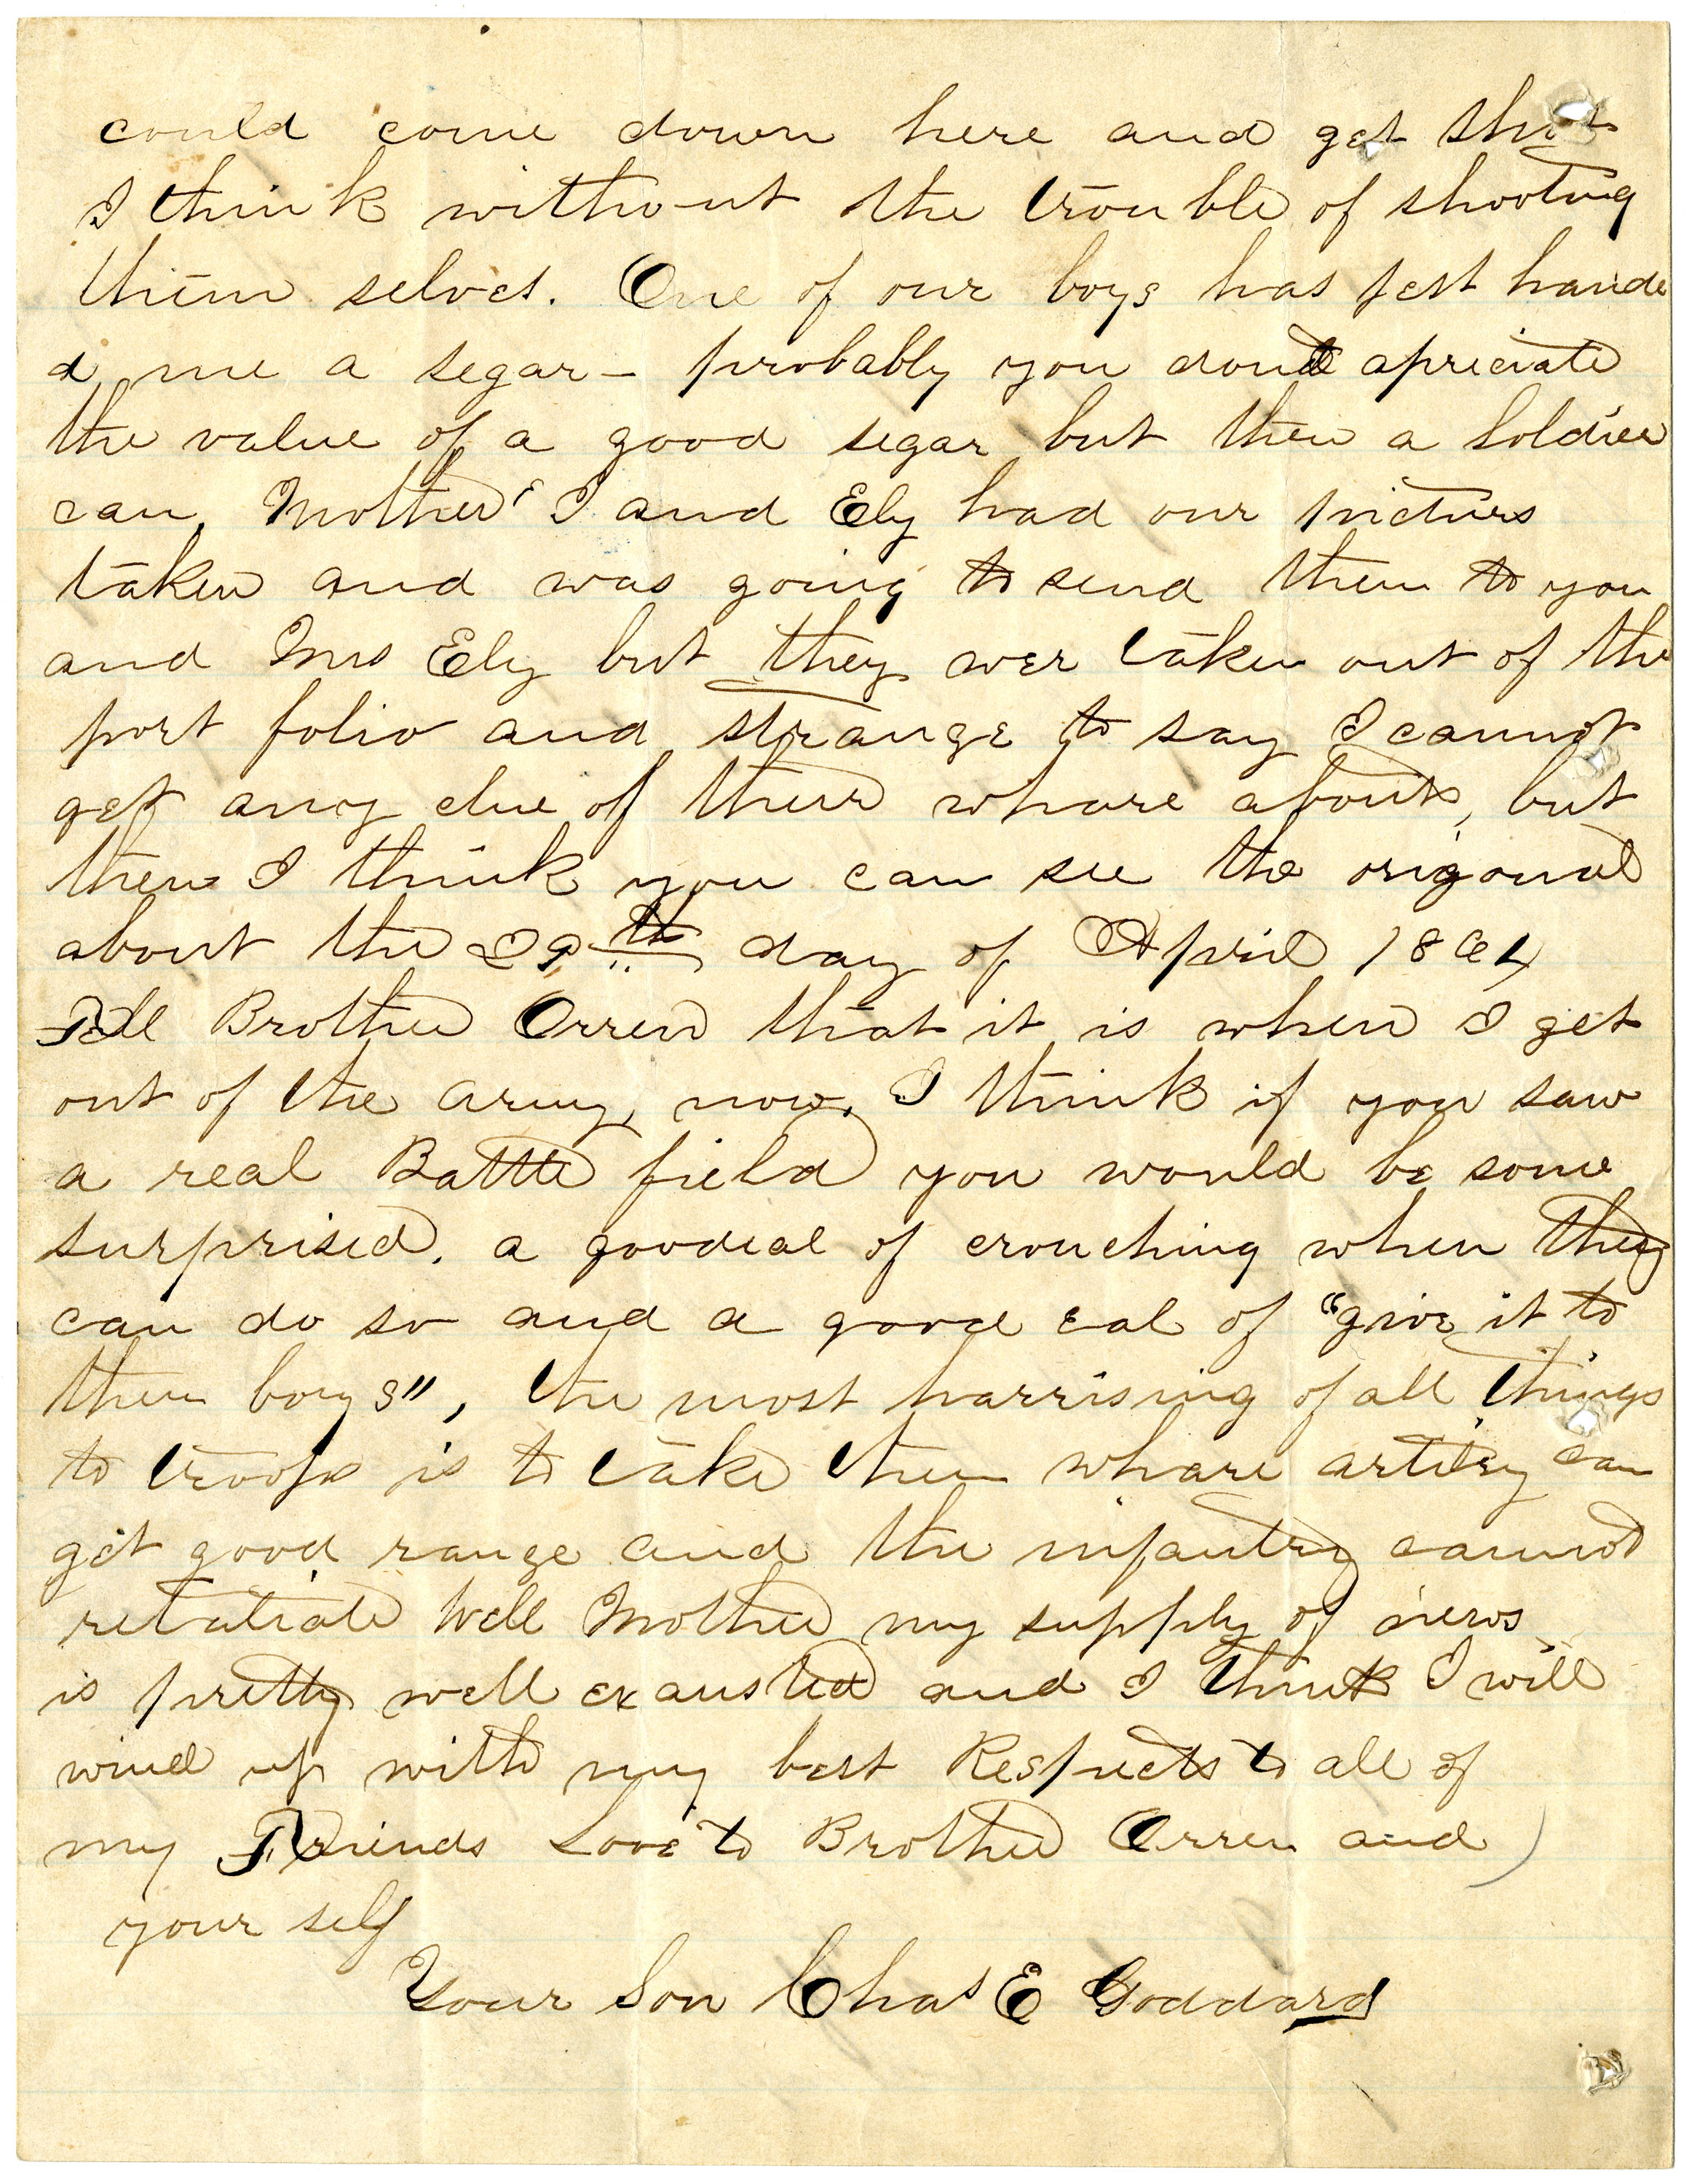 could come down here and get shot
I think without the trouble of shooting
them selves. One of our boys has jest hande
d me a segar - probably you dont apreciate
the value of a good segar but then a Soldier
can, Mother I and Ely had our picturs
taken and was going to send them to you
and Mrs Ely but they wer taken out of the
port folio and strange to say I cannot
get any clue of their whare abouts, but
then I think you can see the origonal
about the 29th day of April 1864
Tell Brother Orren that it is when I get
out of the army, now, I think if you saw
a real Battle field you would be some
surprised. a goodeal of crouching when they
can do so and a good eal of "give it to
them boys", the most harrising of all things
to troops is to take them whare artilery can
get good range and the infantry cannot
retaliate Well Mother my supply of news
is pretty well exausted and I think I will
wind up with my best Respects to all of
my Friends Love to Brother Orren and
your self
Your Son Chas E Goddard